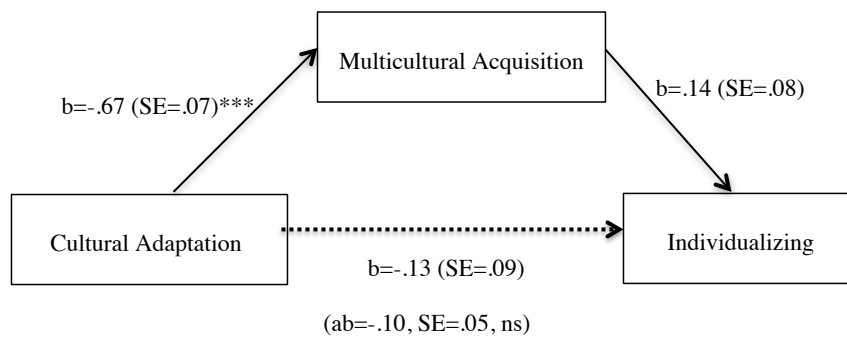 Multicultural Acquisition
b=-.67 (SE=.07)***
b=.14 (SE=.08)
Cultural Adaptation
Individualizing
b=-.13 (SE=.09)
(ab=-.10, SE=.05, ns)